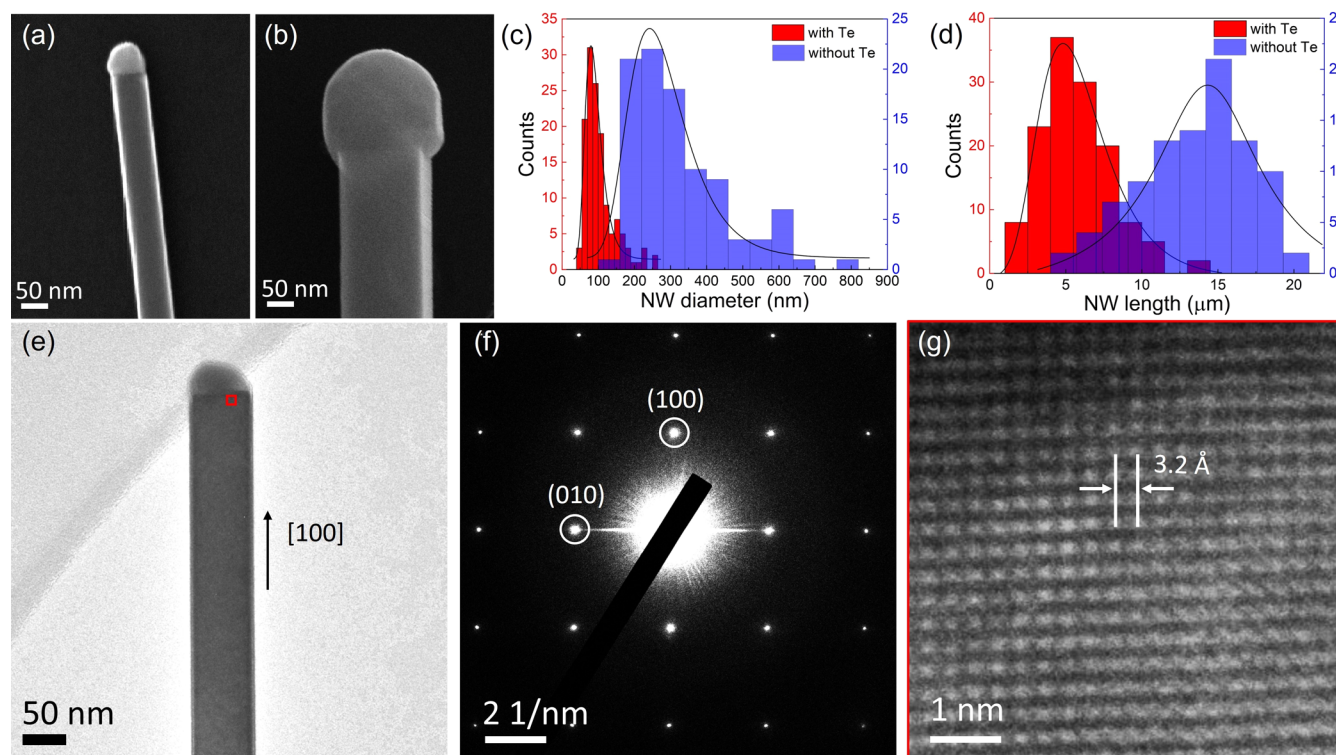 (a)
50 nm
(b)
50 nm
(c)
with Te
without Te
Counts
35
30
25
20
15
10
5
0
25
20
15
10
5
0
0 100 200 300 400 500 600 700 800 900
NW diameter (nm)
(d)
with Te
without Te
Counts
40
30
20
10
0
0 5 10 15 20
NW length (μm)
(e)
[100]
50 nm
(f)
(100)
(010)
2 1/nm
(g)
3.2 Å
1 nm